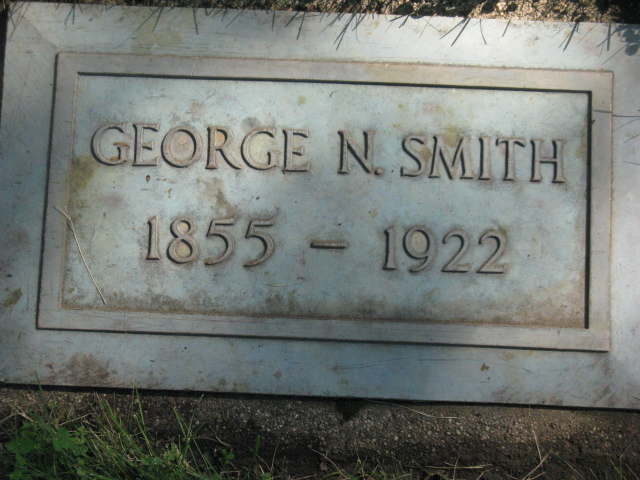 GEORGE N. SMITH
1855 – 1922